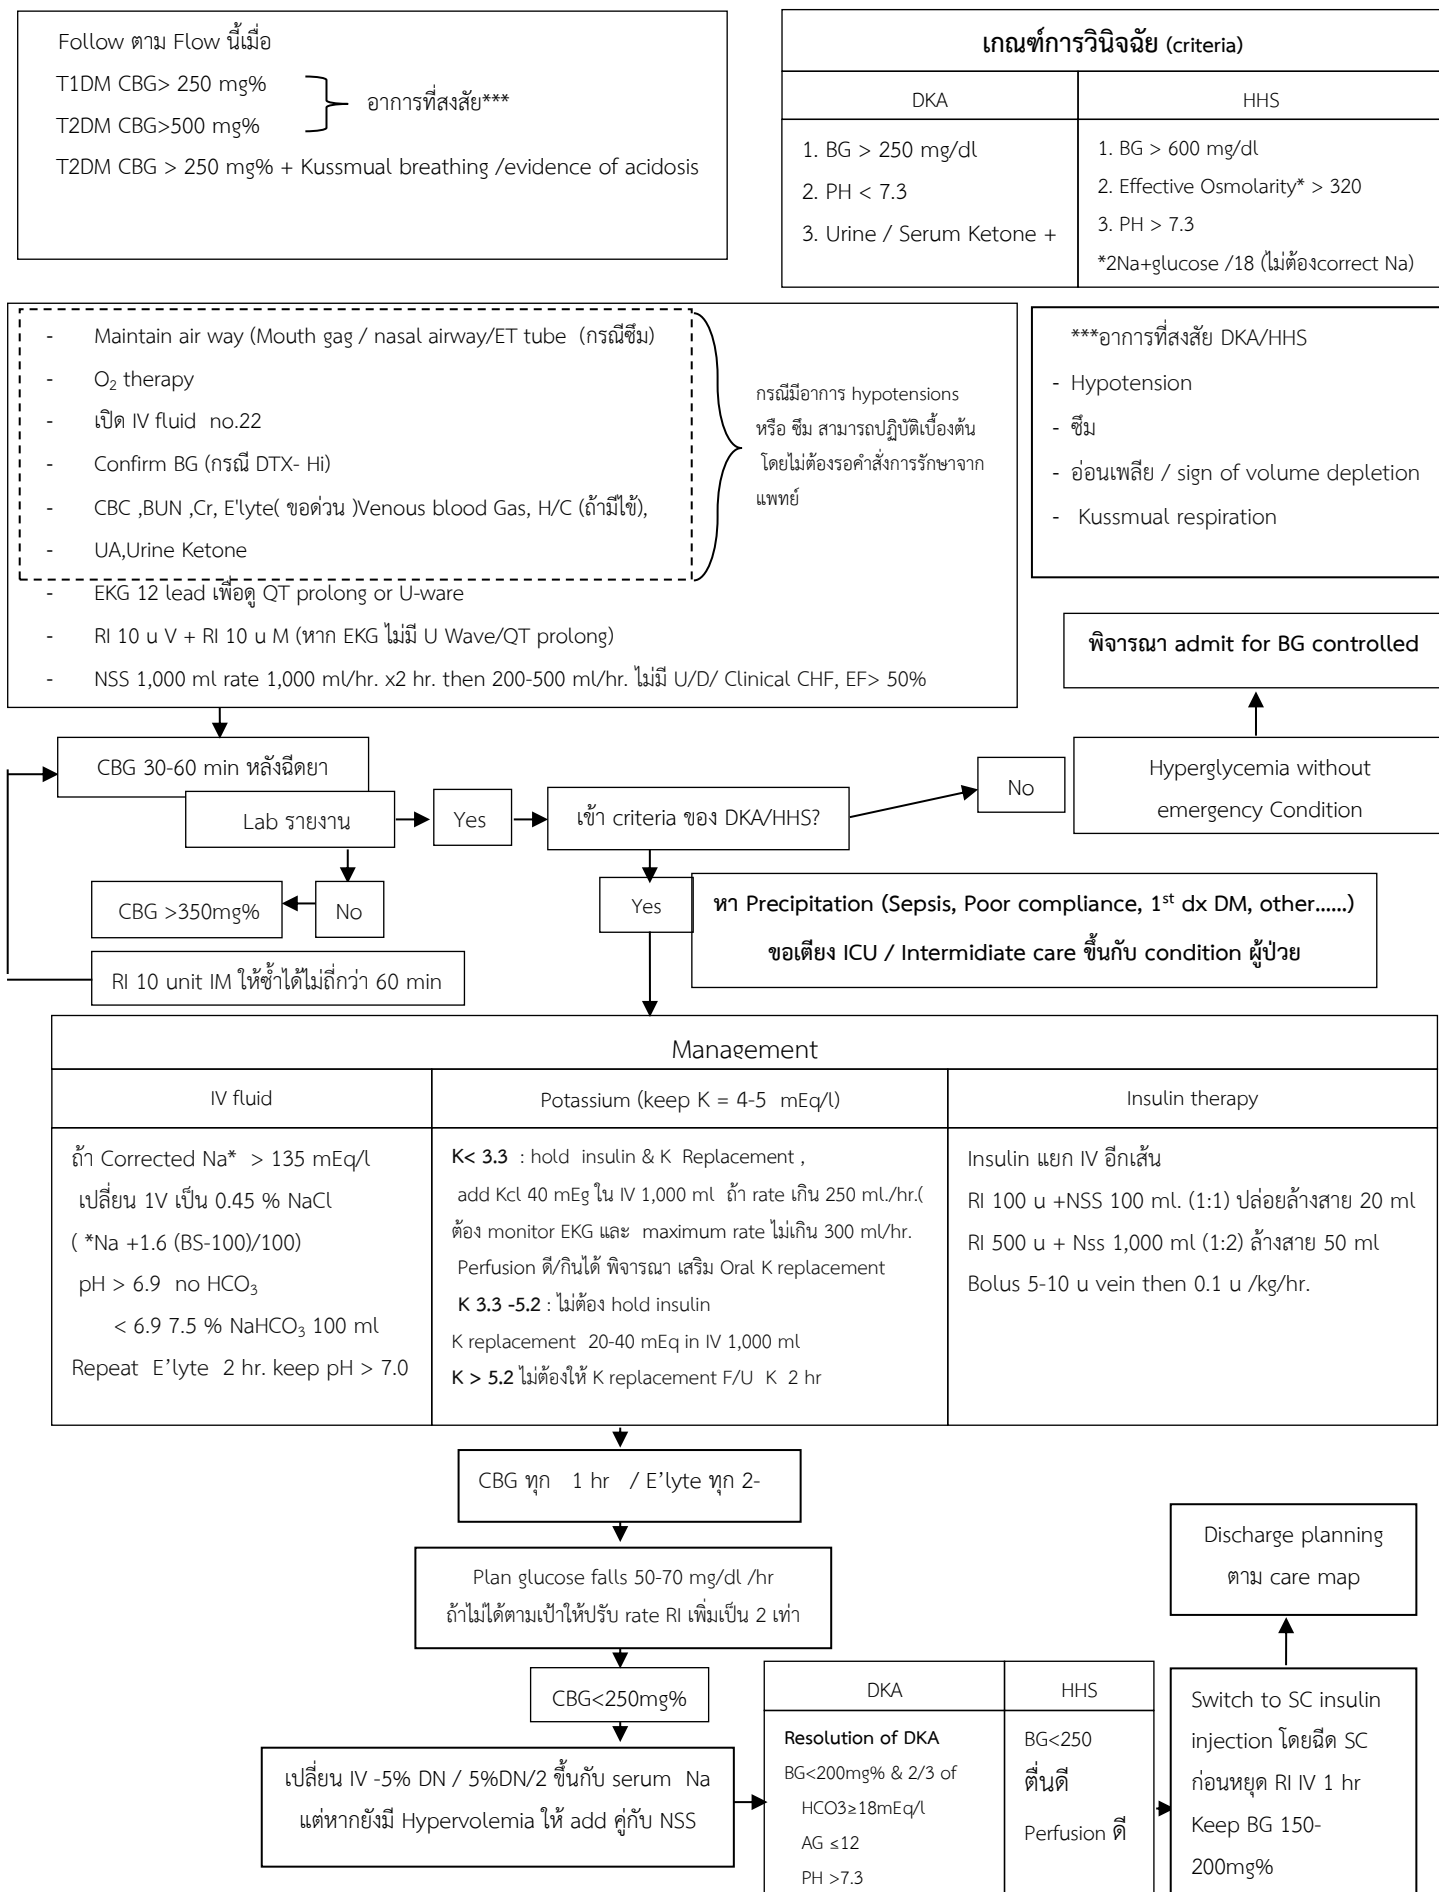 Follow ตาม Flow นี้เมื่อ
T1DM CBG> 250 mg%
T2DM CBG>500 mg%
อาการที่สงสัย***
T2DM CBG > 250 mg% + Kussmual breathing /evidence of acidosis
เกณฑ์การวินิจฉัย (criteria)
DKA
HHS
1. BG > 250 mg/dl
2. PH < 7.3
3. Urine / Serum Ketone +
1. BG > 600 mg/dl
2. Effective Osmolarity* > 320
3. PH > 7.3
*2Na+glucose /18 (ไม่ต้องcorrect Na)
- Maintain air way (Mouth gag / nasal airway/ET tube (กรณีซึม)
- O₂ therapy
- เปิด IV fluid no.22
- Confirm BG (กรณี DTX- Hi)
- CBC ,BUN ,Cr, E'lyte( ขอด่วน )Venous blood Gas, H/C (ถ้ามีไข้),
- UA,Urine Ketone
- EKG 12 lead เพื่อดู QT prolong or U-ware
- RI 10 u V + RI 10 u M (หาก EKG ไม่มี U Wave/QT prolong)
- NSS 1,000 ml rate 1,000 ml/hr. x2 hr. then 200-500 ml/hr. ไม่มี U/D/ Clinical CHF, EF> 50%
กรณีมีอาการ hypotensions
หรือ ซึม สามารถปฏิบัติเบื้องต้น
โดยไม่ต้องรอคำสั่งการรักษาจาก
แพทย์
***อาการที่สงสัย DKA/HHS
- Hypotension
- ซึม
- อ่อนเพลีย / sign of volume depletion
- Kussmual respiration
พิจารณา admit for BG controlled
Hyperglycemia without
emergency Condition
No
CBG 30-60 min หลังฉีดยา
Lab รายงาน
Yes
เข้า criteria ของ DKA/HHS?
CBG >350mg%
No
RI 10 unit IM ให้ซ้ำได้ไม่ถี่กว่า 60 min
Yes
หา Precipitation (Sepsis, Poor compliance, 1st dx DM, other......)
ขอเตียง ICU / Intermidiate care ขึ้นกับ condition ผู้ป่วย
Management
IV fluid
Potassium (keep K = 4-5 mEq/l)
Insulin therapy
ถ้า Corrected Na* > 135 mEq/l
เปลี่ยน 1V เป็น 0.45 % NaCl
( *Na +1.6 (BS-100)/100)
pH > 6.9 no HCO₃
< 6.9 7.5 % NaHCO₃ 100 ml
Repeat E’lyte 2 hr. keep pH > 7.0
K< 3.3 : hold insulin & K Replacement ,
add Kcl 40 mEg ใน IV 1,000 ml ถ้า rate เกิน 250 ml./hr.(
ต้อง monitor EKG และ maximum rate ไม่เกิน 300 ml/hr.
Perfusion ดี/กินได้ พิจารณา เสริม Oral K replacement
K 3.3 -5.2 : ไม่ต้อง hold insulin
K replacement 20-40 mEq in IV 1,000 ml
K > 5.2 ไม่ต้องให้ K replacement F/U K 2 hr
Insulin แยก IV อีกเส้น
RI 100 u +NSS 100 ml. (1:1) ปล่อยล้างสาย 20 ml
RI 500 u + Nss 1,000 ml (1:2) ล้างสาย 50 ml
Bolus 5-10 u vein then 0.1 u /kg/hr.
CBG ทุก 1 hr / E’lyte ทุก 2-
Plan glucose falls 50-70 mg/dl /hr
ถ้าไม่ได้ตามเป้าให้ปรับ rate RI เพิ่มเป็น 2 เท่า
CBG<250mg%
เปลี่ยน IV -5% DN / 5%DN/2 ขึ้นกับ serum Na
แต่หากยังมี Hypervolemia ให้ add คู่กับ NSS
DKA
HHS
Resolution of DKA
BG<200mg% & 2/3 of
HCO3≥18mEq/l
AG ≤12
PH >7.3
BG<250
ตื่นดี
Perfusion ดี
Switch to SC insulin
injection โดยฉีด SC
ก่อนหยุด RI IV 1 hr
Keep BG 150-
200mg%
Discharge planning
ตาม care map